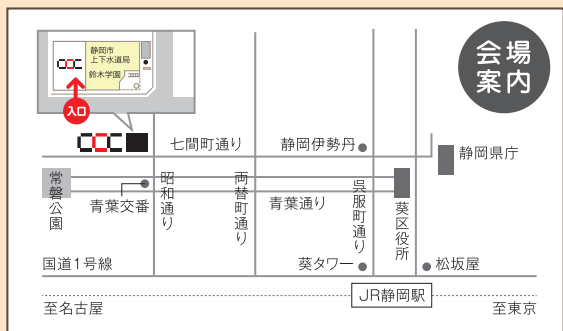 会場
案内
静岡市
上下水道局
鈴木学園
COC
入口
COC
七間町通り
静岡伊勢丹
静岡県庁
常磐公園
青葉交番
昭和通り
両替町通り
青葉通り
呉服町通り
葵区役所
国道1号線
葵タワー
松坂屋
JR静岡駅
至名古屋
至東京